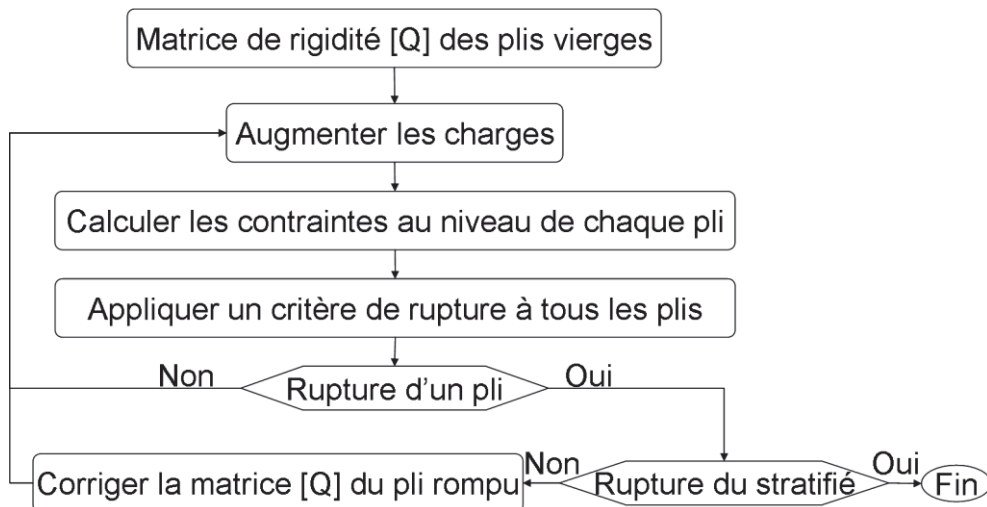 Matrice de rigidité [Q] des plis vierges
Augmenter les charges
Calculer les contraintes au niveau de chaque pli
Appliquer un critère de rupture à tous les plis
Non
Rupture d'un pli
Oui
Corriger la matrice [Q] du pli rompu
Non
Rupture du stratifié
Oui
Fin